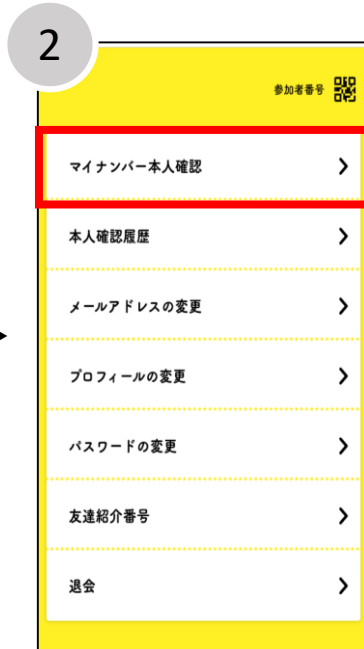 2
参加者番号
マイナンバー本人確認
本人確認履歴
メールアドレスの変更
プロフィールの変更
パスワードの変更
友達紹介番号
退会